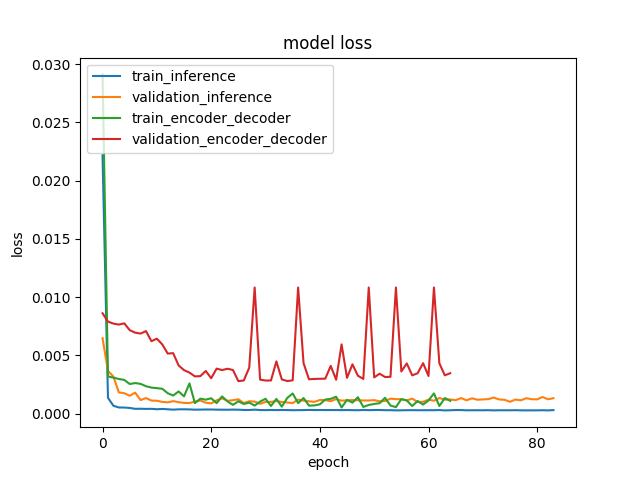 model loss
train_inference
validation_inference
train_encoder_decoder
validation_encoder_decoder
0.030
0.025
0.020
0.015
0.010
0.005
0.000
loss
0 20 40 60 80
epoch